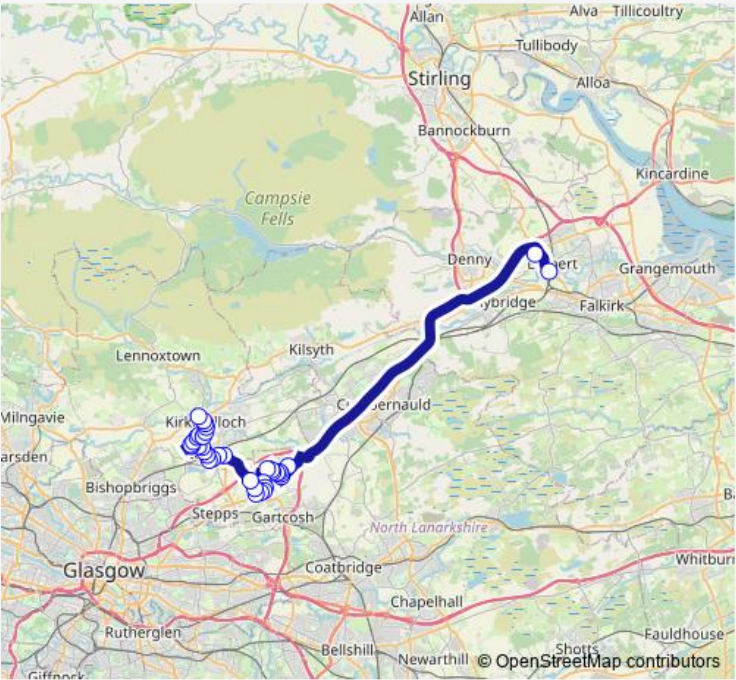 Allan
Alva
Tillicoultry
Tullibody
Stirling
Alloa
Bannockburn
Kincardine
Campsie
Fells
Denny
Grangemouth
Falkirk
Kilsyth
Lennoxtown
Milngavie
Bishopbriggs
Stepps
Gartcosh
North Lanarkshire
Glasgow
Coatbridge
Chapelhall
Rutherglen
Fauldhouse
Bellshill
Newarthill
Shotts
Giffnock
© OpenStreetMap contributors